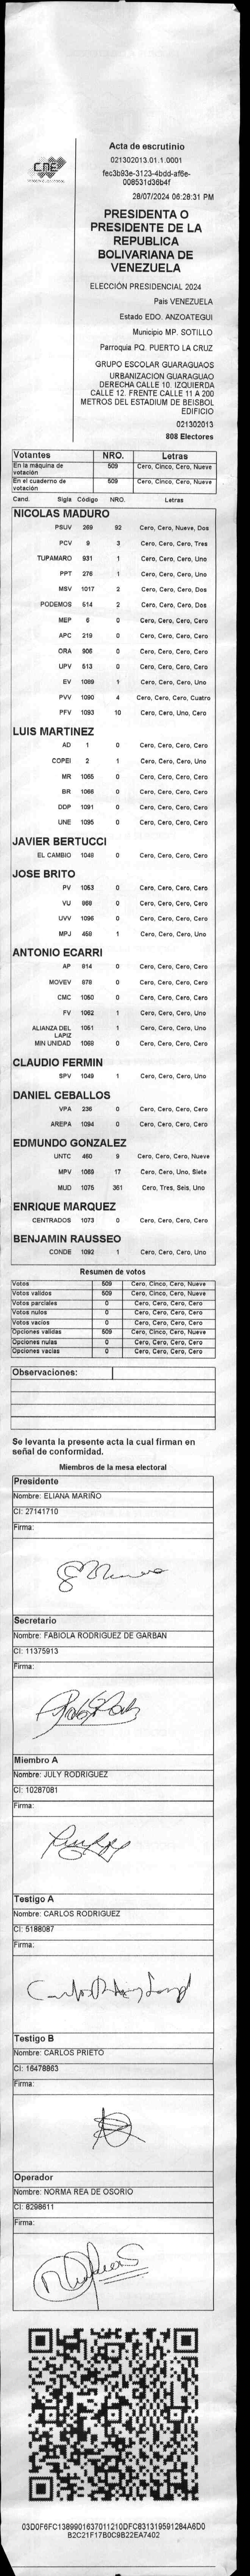 CNE
Acta de escrutinio
021302013.01.1.0001
fec3b93e-3123-4bdd-af6e-
008531d36b4f
28/07/2024 06:28:31 PM
PRESIDENTA O
PRESIDENTE DE LA
REPUBLICA
BOLIVARIANA DE
VENEZUELA
ELECCIÓN PRESIDENCIAL 2024
País VENEZUELA
Estado EDO. ANZOATEGUI
Municipio MP. SOTILLO
Parroquia PQ. PUERTO LA CRUZ
GRUPO ESCOLAR GUARAGUAOS
URBANIZACION GUARAGUAO
DERECHA CALLE 10. IZQUIERDA
CALLE 12. FRENTE CALLE 11 A 200
METROS DEL ESTADIUM DE BEISBOL
EDIFICIO
021302013
808 Electores
Votantes NRO. Letras
En la máquina de votación 509 Cero, Cinco, Cero, Nueve
En el cuaderno de votación 509 Cero, Cinco, Cero, Nueve
Cand. Sigla Código NRO. Letras
NICOLAS MADURO
PSUV 269 92 Cero, Cero, Nueve, Dos
PCV 9 3 Cero, Cero, Cero, Tres
TUPAMARO 931 1 Cero, Cero, Cero, Uno
PPT 276 1 Cero, Cero, Cero, Uno
MSV 1017 2 Cero, Cero, Cero, Dos
PODEMOS 514 2 Cero, Cero, Cero, Dos
MEP 6 0 Cero, Cero, Cero, Cero
APC 219 0 Cero, Cero, Cero, Cero
ORA 906 0 Cero, Cero, Cero, Cero
UPV 513 0 Cero, Cero, Cero, Cero
EV 1089 1 Cero, Cero, Cero, Uno
PVV 1090 4 Cero, Cero, Cero, Cuatro
PFV 1093 10 Cero, Cero, Uno, Cero
LUIS MARTINEZ
AD 1 0 Cero, Cero, Cero, Cero
COPEI 2 1 Cero, Cero, Cero, Uno
MR 1065 0 Cero, Cero, Cero, Cero
BR 1066 0 Cero, Cero, Cero, Cero
DDP 1091 0 Cero, Cero, Cero, Cero
UNE 1095 0 Cero, Cero, Cero, Cero
JAVIER BERTUCCI
EL CAMBIO 1048 0 Cero, Cero, Cero, Cero
JOSE BRITO
PV 1053 0 Cero, Cero, Cero, Cero
VU 868 0 Cero, Cero, Cero, Cero
UVV 1096 0 Cero, Cero, Cero, Cero
MPJ 458 1 Cero, Cero, Cero, Uno
ANTONIO ECARRI
AP 814 0 Cero, Cero, Cero, Cero
MOVEV 978 0 Cero, Cero, Cero, Cero
CMC 1050 0 Cero, Cero, Cero, Cero
FV 1062 1 Cero, Cero, Cero, Uno
ALIANZA DEL LAPIZ 1051 1 Cero, Cero, Cero, Uno
MIN UNIDAD 1068 0 Cero, Cero, Cero, Cero
CLAUDIO FERMIN
SPV 1049 1 Cero, Cero, Cero, Uno
DANIEL CEBALLOS
VPA 236 0 Cero, Cero, Cero, Cero
AREPA 1094 0 Cero, Cero, Cero, Cero
EDMUNDO GONZALEZ
UNTC 460 9 Cero, Cero, Cero, Nueve
MPV 1069 17 Cero, Cero, Uno, Siete
MUD 1075 361 Cero, Tres, Seis, Uno
ENRIQUE MARQUEZ
CENTRADOS 1073 0 Cero, Cero, Cero, Cero
BENJAMIN RAUSSEO
CONDE 1092 1 Cero, Cero, Cero, Uno
Resumen de votos
Votos 509 Cero, Cinco, Cero, Nueve
Votos validos 509 Cero, Cinco, Cero, Nueve
Votos parciales 0 Cero, Cero, Cero, Cero
Votos nulos 0 Cero, Cero, Cero, Cero
Votos vacios 0 Cero, Cero, Cero, Cero
Opciones validas 509 Cero, Cinco, Cero, Nueve
Opciones nulas 0 Cero, Cero, Cero, Cero
Opciones vacias 0 Cero, Cero, Cero, Cero
Observaciones:
Se levanta la presente acta la cual firman en
señal de conformidad.
Miembros de la mesa electoral
Presidente
Nombre: ELIANA MARIÑO
CI: 27141710
Firma:
Secretario
Nombre: FABIOLA RODRIGUEZ DE GARBAN
CI: 11375913
Firma:
Miembro A
Nombre: JULY RODRIGUEZ
CI: 10287081
Firma:
Testigo A
Nombre: CARLOS RODRIGUEZ
CI: 5188087
Firma:
Testigo B
Nombre: CARLOS PRIETO
CI: 16478863
Firma:
Operador
Nombre: NORMA REA DE OSORIO
CI: 8298611
Firma:
03D0F6FC1389901637011210DFC831319591284A6D0
B2C21F17B0C9B22EA7402